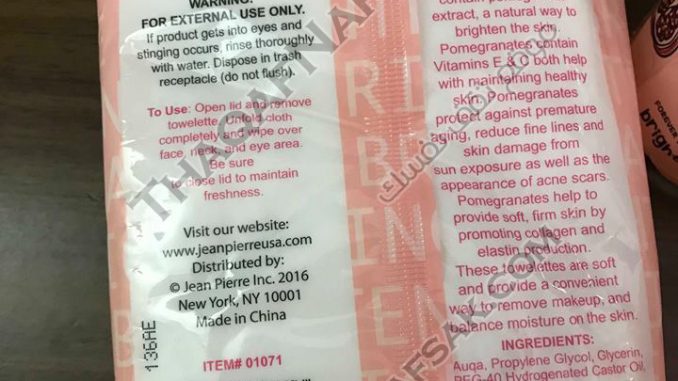 WARNING:
FOR EXTERNAL USE ONLY.
If product gets into eyes and
stinging occurs, rinse thoroughly
with water. Dispose in trash
receptacle (do not flush).
To Use: Open lid and remove
towelette. Unfold cloth
completely and wipe over
face, neck, and eye area.
Be sure
to close lid to maintain
freshness.
Visit our website:
www.jeanpierreusa.com
Distributed by:
© Jean Pierre Inc. 2016
New York, NY 10001
Made in China
136AE
ITEM# 01071
extract, a natural way to
brighten the skin.
Pomegranates contain
Vitamins E & C both help
with maintaining healthy
skin. Pomegranates
protect against premature
aging, reduce fine lines and
skin damage from
sun exposure as well as the
appearance of acne scars.
Pomegranates help to
provide soft, firm skin by
promoting collagen and
elastin production.
These towelettes are soft
and provide a convenient
way to remove makeup, and
balance moisture on the skin.
INGREDIENTS:
Auqa, Propylene Glycol, Glycerin,
PEG-40 Hydrogenated Castor Oil,